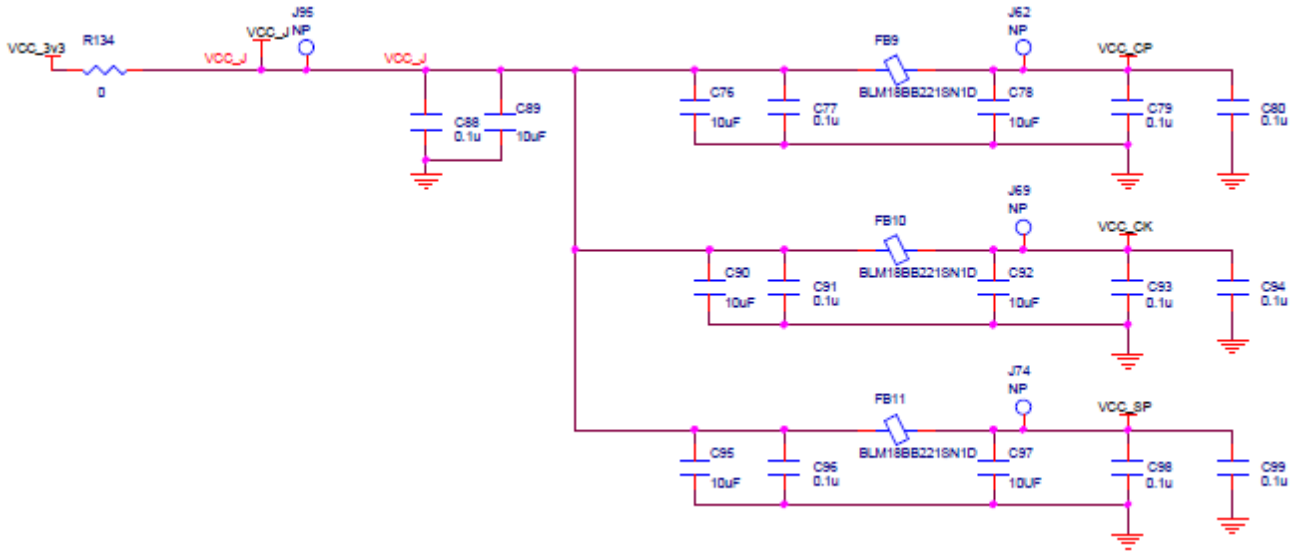 VCC_3v3
R134
0
VCC_J
VCC_J
J95
NP
VCC_J
C88
0.1u
C89
10uF
C76
10uF
C77
0.1u
FB9
BLM18BB221SN1D
J62
NP
C78
10uF
VCC_CP
C79
0.1u
C80
0.1u
C90
10uF
C91
0.1u
FB10
BLM18BB221SN1D
J69
NP
C92
10uF
VCC_CK
C93
0.1u
C94
0.1u
C95
10uF
C96
0.1u
FB11
BLM18BB221SN1D
J74
NP
C97
10UF
VCC_SP
C98
0.1u
C99
0.1u